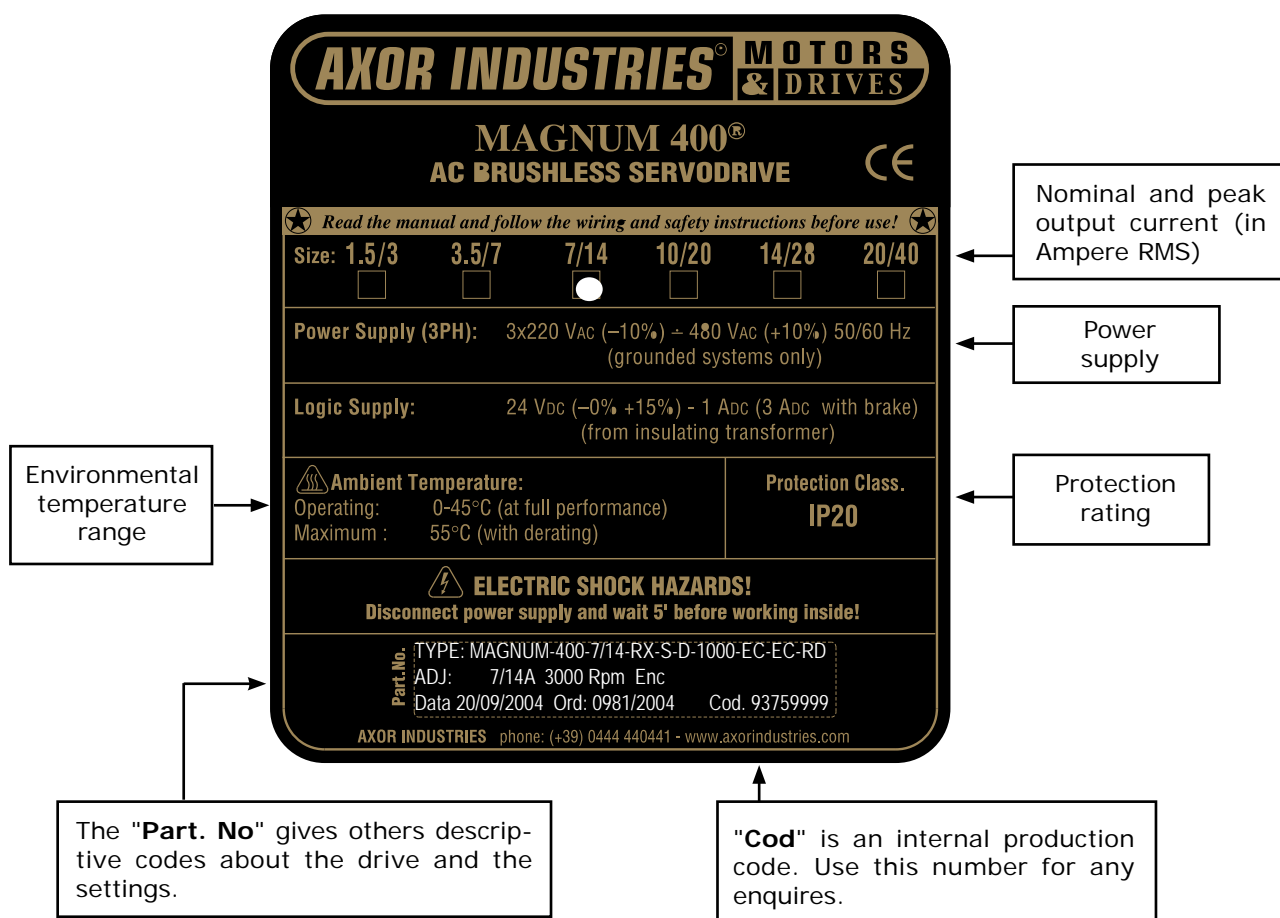 AXOR INDUSTRIES® MOTORS
& DRIVES
MAGNUM 400®
AC BRUSHLESS SERVODRIVE
CE
Read the manual and follow the wiring and safety instructions before use!
Size: 1.5/3 3.5/7 7/14 10/20 14/28 20/40
Nominal and peak
output current (in
Ampere RMS)
Power Supply (3PH): 3x220 VAC (–10%) ∸ 480 VAC (+10%) 50/60 Hz
(grounded systems only)
Power
supply
Logic Supply: 24 VDC (–0% +15%) - 1 ADC (3 ADC with brake)
(from insulating transformer)
Environmental
temperature
range
Ambient Temperature:
Operating: 0-45°C (at full performance)
Maximum : 55°C (with derating)
Protection Class.
IP20
Protection
rating
ELECTRIC SHOCK HAZARDS!
Disconnect power supply and wait 5' before working inside!
Part.No.
TYPE: MAGNUM-400-7/14-RX-S-D-1000-EC-EC-RD
ADJ: 7/14A 3000 Rpm Enc
Data 20/09/2004 Ord: 0981/2004 Cod. 93759999
AXOR INDUSTRIES phone: (+39) 0444 440441 - www.axorindustries.com
The "Part. No" gives others descrip-
tive codes about the drive and the
settings.
"Cod" is an internal production
code. Use this number for any
enquires.